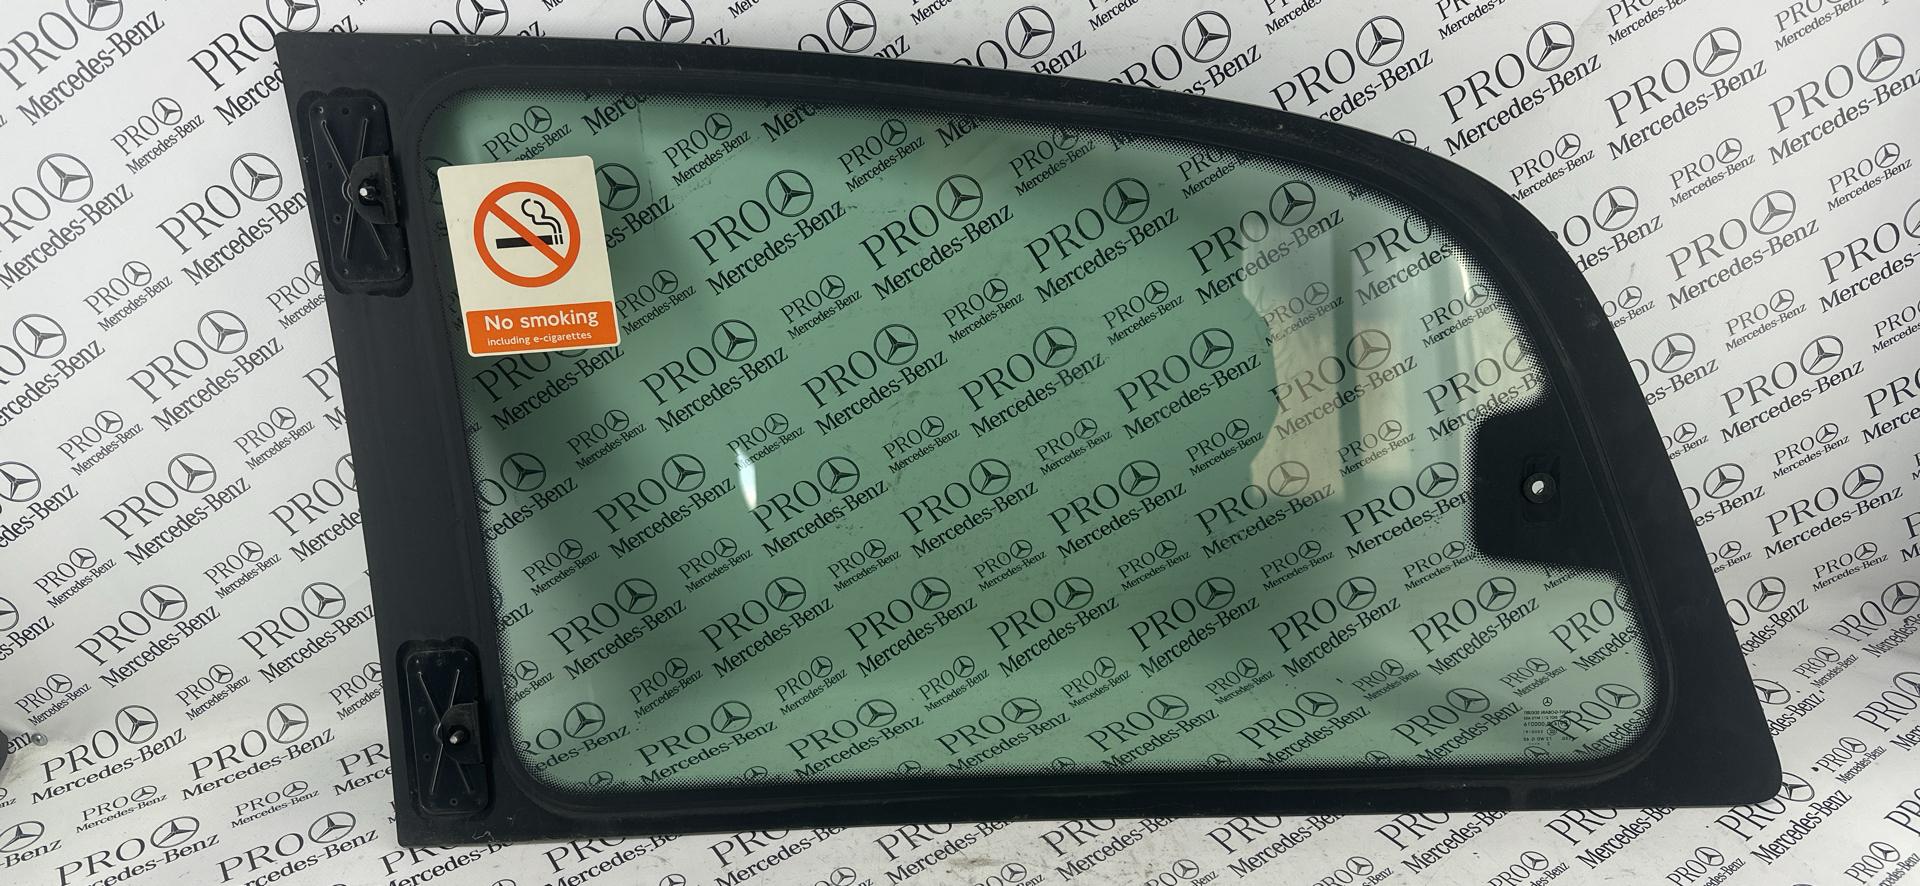 PRO
Mercedes-Benz
No smoking
including e-cigarettes